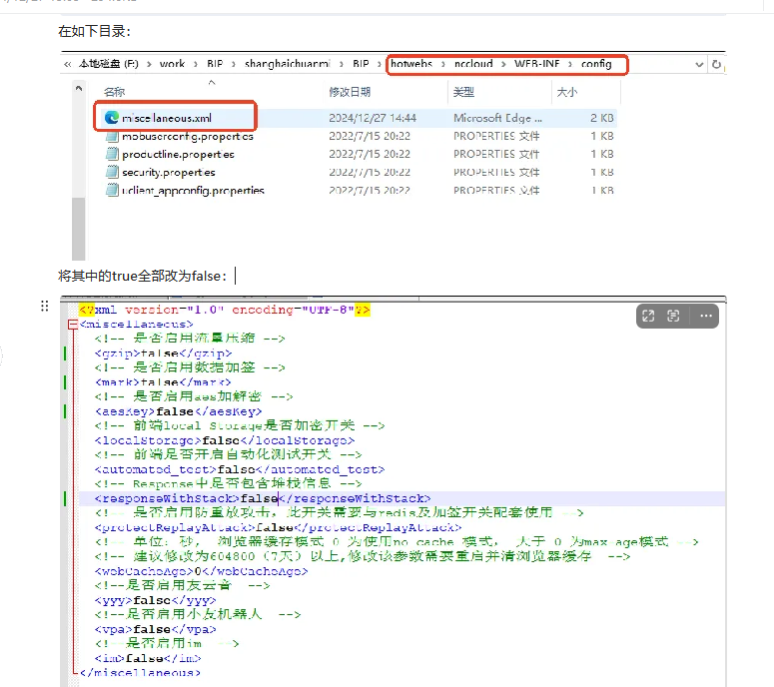 在如下目录:
« 本地磁盘 (E:) › work › BIP › shanghaichuanmi › BIP › hotwebs › nccloud › WEB-INF › config
名称 修改日期 类型 大小
miscellaneous.xml 2024/12/27 14:44 Microsoft Edge ... 2 KB
mobuserconfig.properties 2022/7/15 20:22 PROPERTIES 文件 1 KB
productline.properties 2022/7/15 20:22 PROPERTIES 文件 1 KB
security.properties 2022/7/15 20:22 PROPERTIES 文件 1 KB
uclient_appconfig.properties 2022/7/15 20:22 PROPERTIES 文件 1 KB
将其中的true全部改为false:
<?xml version="1.0" encoding="UTF-8"?>
<miscellaneous>
<!-- 是否启用流量压缩 -->
<gzip>false</gzip>
<!-- 是否启用数据加签 -->
<mark>false</mark>
<!-- 是否启用aes加解密 -->
<aesKey>false</aesKey>
<!-- 前端local Storage是否加密开关 -->
<localStorage>false</localStorage>
<!-- 前端是否开启自动化测试开关 -->
<automated_test>false</automated_test>
<!-- Response中是否包含堆栈信息 -->
<responseWithStack>false</responseWithStack>
<!-- 是否启用防重放攻击, 此开关需要与redis及加签开关配套使用 -->
<protectReplayAttack>false</protectReplayAttack>
<!-- 单位: 秒, 浏览器缓存模式 0 为使用no cache 模式, 大于 0 为max age模式 -->
<!-- 建议修改为604800 (7天) 以上,修改该参数需要重启并清浏览器缓存 -->
<webCacheAge>0</webCacheAge>
<!--是否启用友云音 -->
<yyy>false</yyy>
<!--是否启用小友机器人 -->
<vpa>false</vpa>
<!--是否启用im -->
<im>false</im>
</miscellaneous>